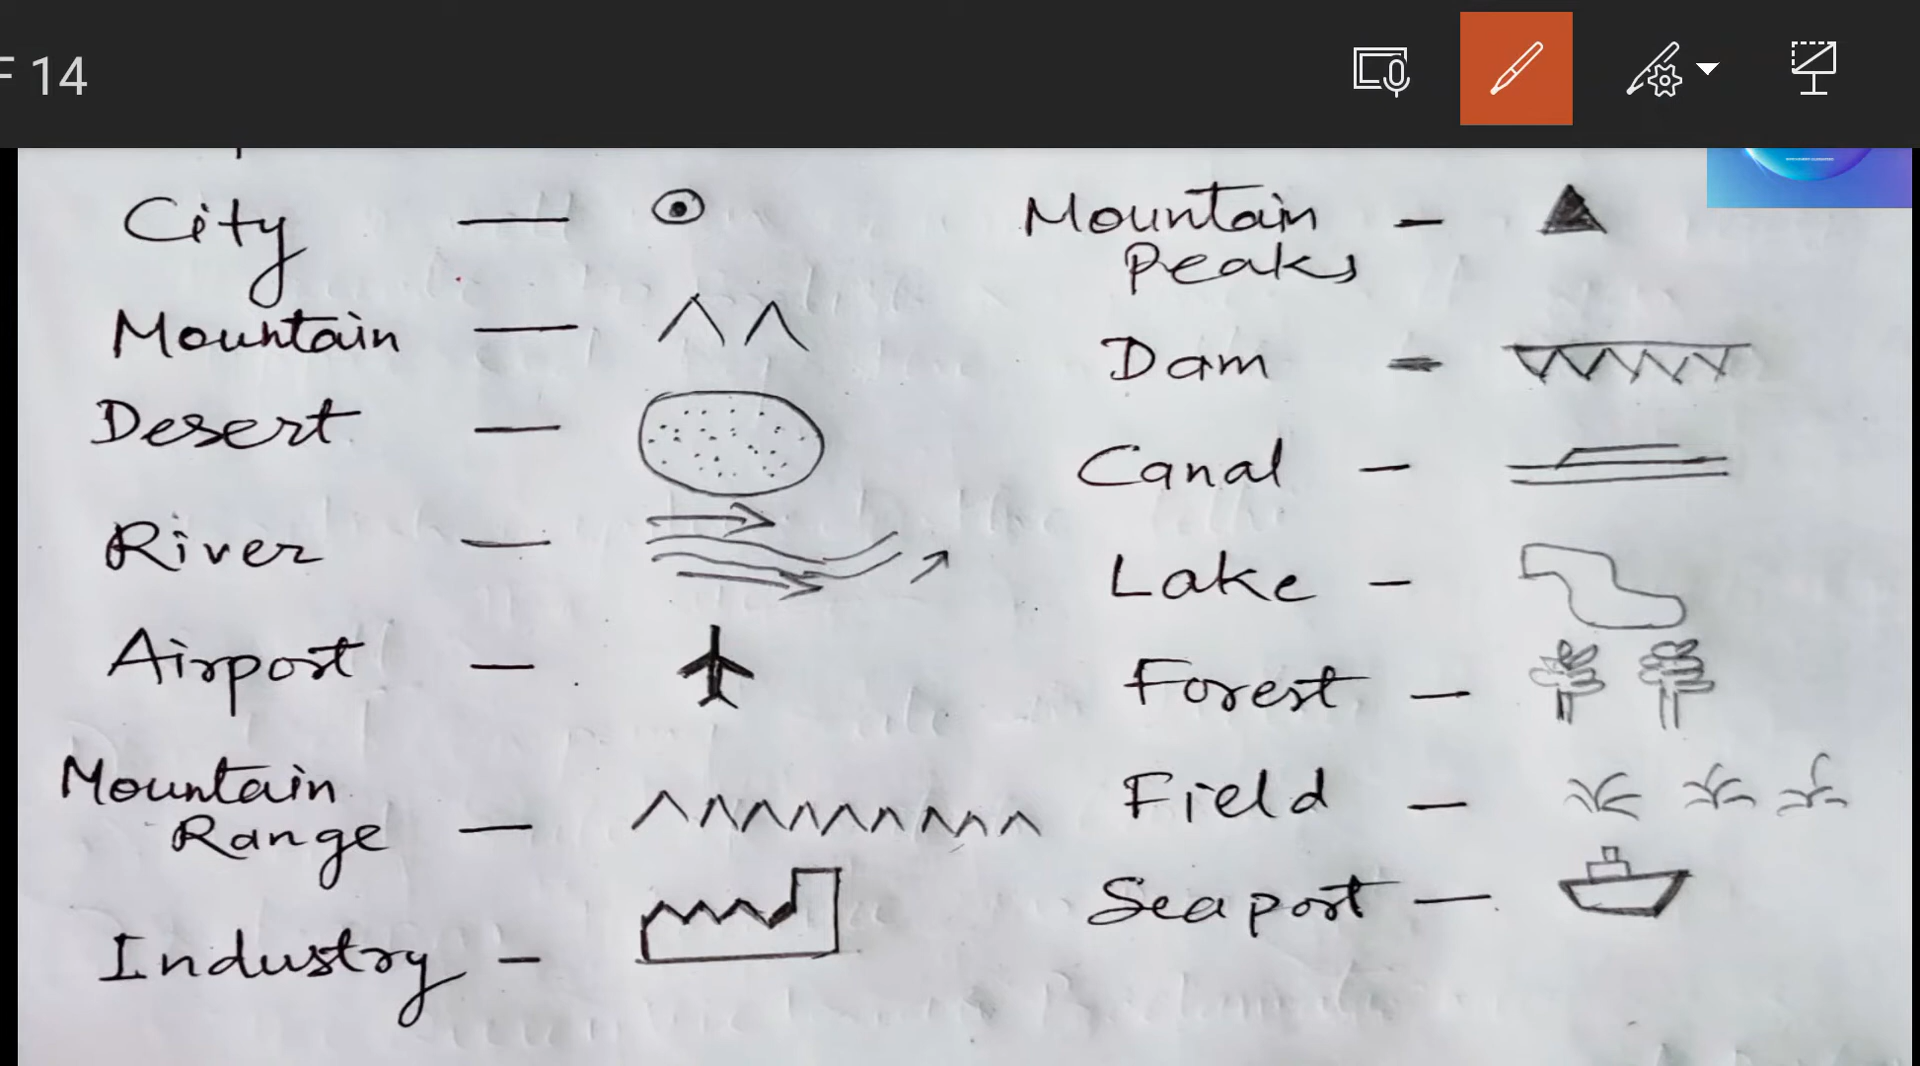 F 14
City —
Mountain —
Desert —
River —
Airport —
Mountain
Range —
Industry -
Mountain -
Peaks
Dam -
Canal -
Lake -
Forest -
Field -
Seaport -